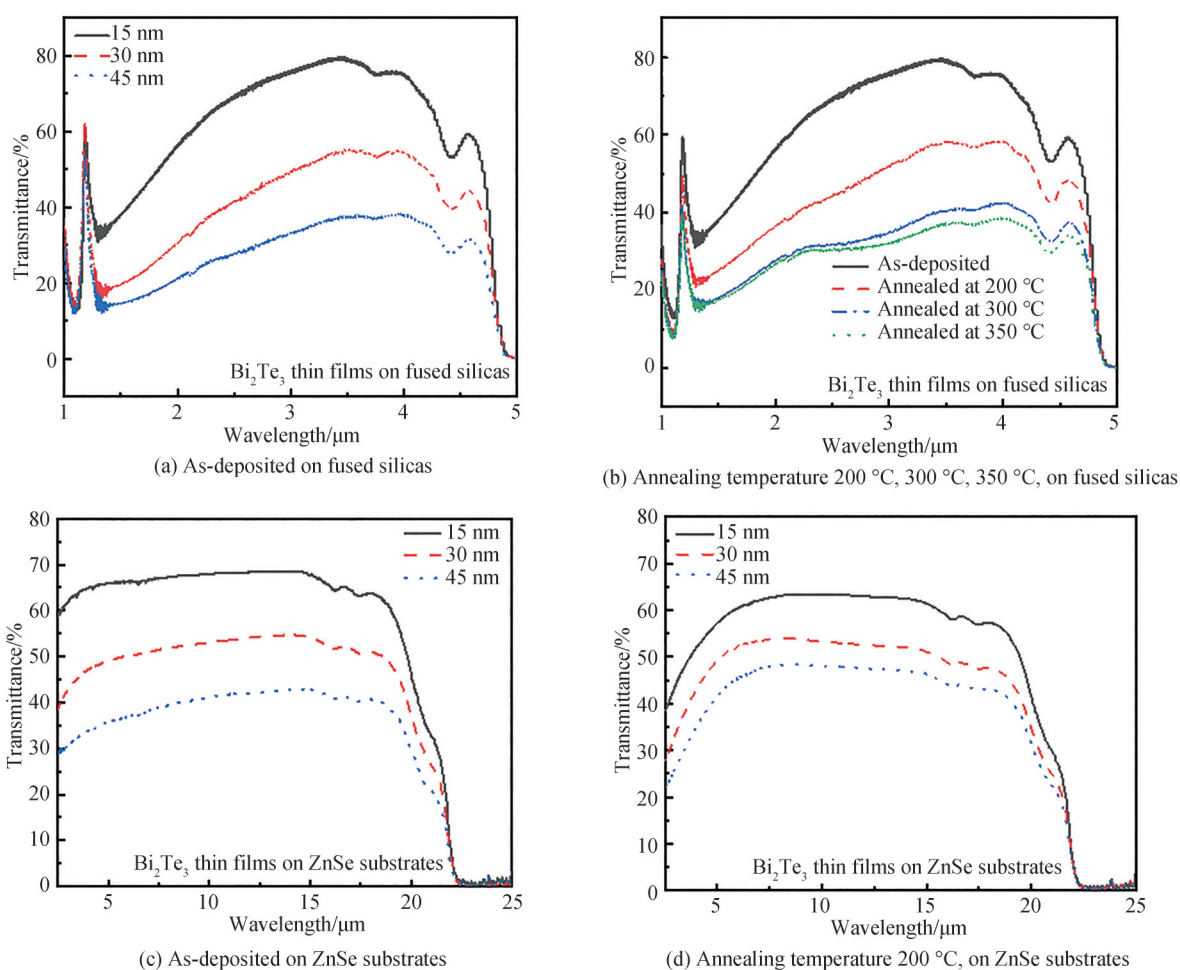 15 nm
30 nm
45 nm
80
60
40
20
0
Transmittance/%
Bi₂Te₃ thin films on fused silicas
1 2 3 4 5
Wavelength/μm
(a) As-deposited on fused silicas
80
60
40
20
0
Transmittance/%
As-deposited
Annealed at 200 °C
Annealed at 300 °C
Annealed at 350 °C
Bi₂Te₃ thin films on fused silicas
1 2 3 4 5
Wavelength/μm
(b) Annealing temperature 200 °C, 300 °C, 350 °C, on fused silicas
80
70
60
50
40
30
20
10
0
Transmittance/%
15 nm
30 nm
45 nm
Bi₂Te₃ thin films on ZnSe substrates
5 10 15 20 25
Wavelength/μm
(c) As-deposited on ZnSe substrates
80
70
60
50
40
30
20
10
0
Transmittance/%
15 nm
30 nm
45 nm
Bi₂Te₃ thin films on ZnSe substrates
5 10 15 20 25
Wavelength/μm
(d) Annealing temperature 200 °C, on ZnSe substrates